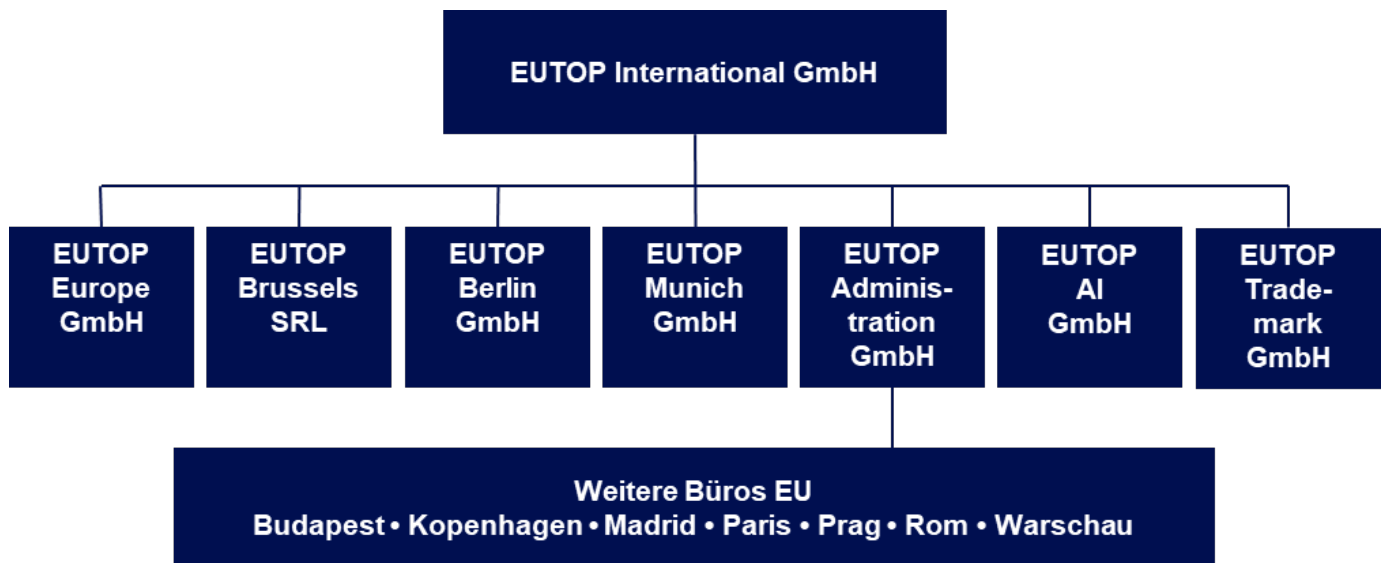 EUTOP International GmbH
EUTOP
Europe
GmbH
EUTOP
Brussels
SRL
EUTOP
Berlin
GmbH
EUTOP
Munich
GmbH
EUTOP
Adminis-
tration
GmbH
EUTOP
AI
GmbH
EUTOP
Trade-
mark
GmbH
Weitere Büros EU
Budapest • Kopenhagen • Madrid • Paris • Prag • Rom • Warschau